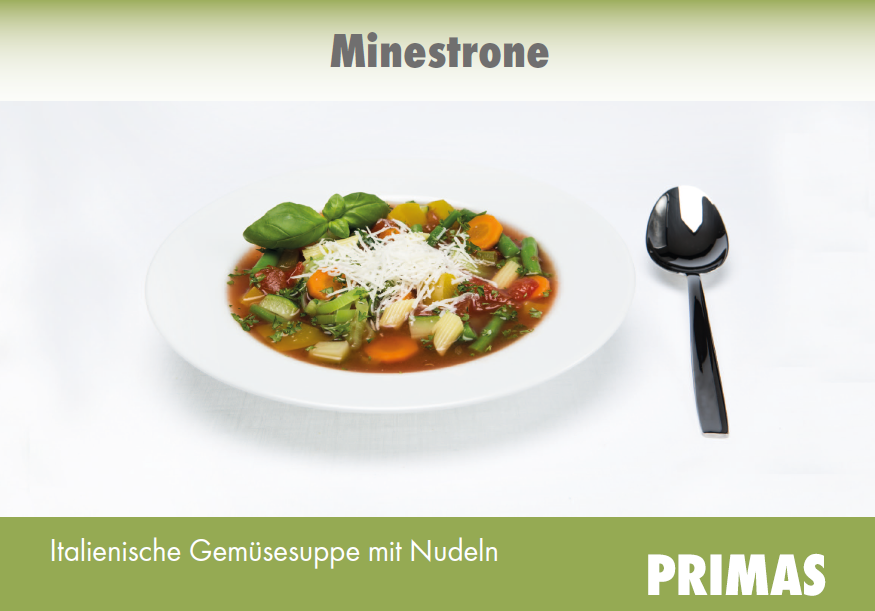 Minestrone
Italienische Gemüsesuppe mit Nudeln
PRIMAS